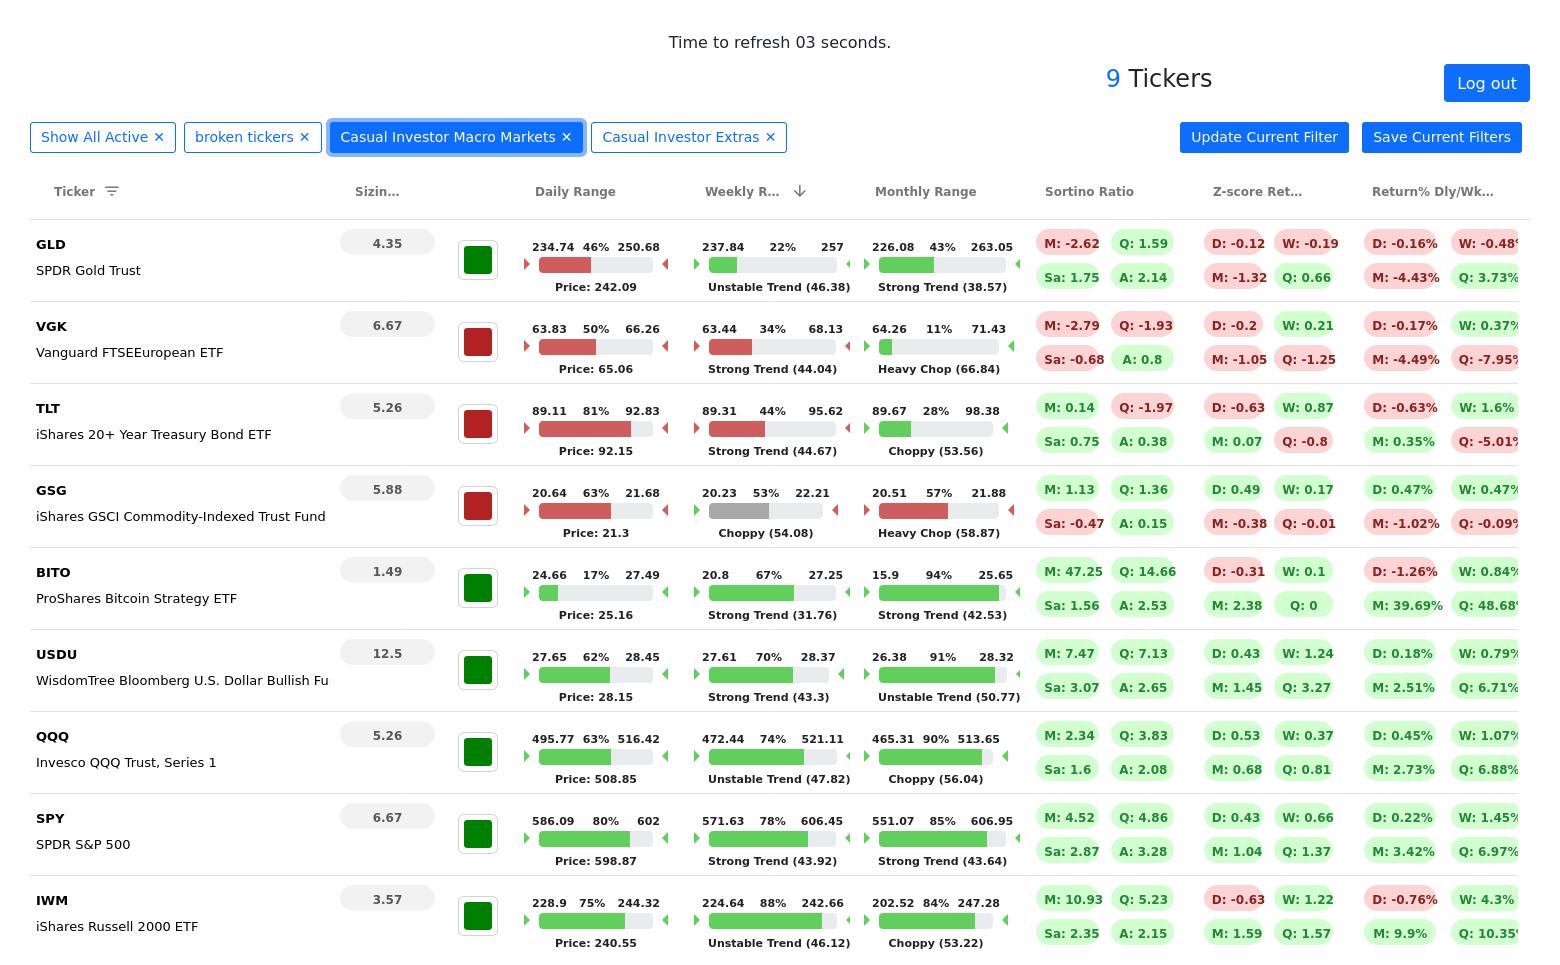 Time to refresh 03 seconds.
9 Tickers
Log out
Show All Active ✕ broken tickers ✕ Casual Investor Macro Markets ✕ Casual Investor Extras ✕ Update Current Filter Save Current Filters
Ticker Sizin... Daily Range Weekly R... Monthly Range Sortino Ratio Z-score Ret... Return% Dly/Wk...
GLD 4.35 234.74 46% 250.68 237.84 22% 257 226.08 43% 263.05 M: -2.62 Q: 1.59 D: -0.12 W: -0.19 D: -0.16% W: -0.48%
SPDR Gold Trust Price: 242.09 Unstable Trend (46.38) Strong Trend (38.57) Sa: 1.75 A: 2.14 M: -1.32 Q: 0.66 M: -4.43% Q: 3.73%
VGK 6.67 63.83 50% 66.26 63.44 34% 68.13 64.26 11% 71.43 M: -2.79 Q: -1.93 D: -0.2 W: 0.21 D: -0.17% W: 0.37%
Vanguard FTSEEuropean ETF Price: 65.06 Strong Trend (44.04) Heavy Chop (66.84) Sa: -0.68 A: 0.8 M: -1.05 Q: -1.25 M: -4.49% Q: -7.95%
TLT 5.26 89.11 81% 92.83 89.31 44% 95.62 89.67 28% 98.38 M: 0.14 Q: -1.97 D: -0.63 W: 0.87 D: -0.63% W: 1.6%
iShares 20+ Year Treasury Bond ETF Price: 92.15 Strong Trend (44.67) Choppy (53.56) Sa: 0.75 A: 0.38 M: 0.07 Q: -0.8 M: 0.35% Q: -5.01%
GSG 5.88 20.64 63% 21.68 20.23 53% 22.21 20.51 57% 21.88 M: 1.13 Q: 1.36 D: 0.49 W: 0.17 D: 0.47% W: 0.47%
iShares GSCI Commodity-Indexed Trust Fund Price: 21.3 Choppy (54.08) Heavy Chop (58.87) Sa: -0.47 A: 0.15 M: -0.38 Q: -0.01 M: -1.02% Q: -0.09%
BITO 1.49 24.66 17% 27.49 20.8 67% 27.25 15.9 94% 25.65 M: 47.25 Q: 14.66 D: -0.31 W: 0.1 D: -1.26% W: 0.84%
ProShares Bitcoin Strategy ETF Price: 25.16 Strong Trend (31.76) Strong Trend (42.53) Sa: 1.56 A: 2.53 M: 2.38 Q: 0 M: 39.69% Q: 48.68%
USDU 12.5 27.65 62% 28.45 27.61 70% 28.37 26.38 91% 28.32 M: 7.47 Q: 7.13 D: 0.43 W: 1.24 D: 0.18% W: 0.79%
WisdomTree Bloomberg U.S. Dollar Bullish Fu Price: 28.15 Strong Trend (43.3) Unstable Trend (50.77) Sa: 3.07 A: 2.65 M: 1.45 Q: 3.27 M: 2.51% Q: 6.71%
QQQ 5.26 495.77 63% 516.42 472.44 74% 521.11 465.31 90% 513.65 M: 2.34 Q: 3.83 D: 0.53 W: 0.37 D: 0.45% W: 1.07%
Invesco QQQ Trust, Series 1 Price: 508.85 Unstable Trend (47.82) Choppy (56.04) Sa: 1.6 A: 2.08 M: 0.68 Q: 0.81 M: 2.73% Q: 6.88%
SPY 6.67 586.09 80% 602 571.63 78% 606.45 551.07 85% 606.95 M: 4.52 Q: 4.86 D: 0.43 W: 0.66 D: 0.22% W: 1.45%
SPDR S&P 500 Price: 598.87 Strong Trend (43.92) Strong Trend (43.64) Sa: 2.87 A: 3.28 M: 1.04 Q: 1.37 M: 3.42% Q: 6.97%
IWM 3.57 228.9 75% 244.32 224.64 88% 242.66 202.52 84% 247.28 M: 10.93 Q: 5.23 D: -0.63 W: 1.22 D: -0.76% W: 4.3%
iShares Russell 2000 ETF Price: 240.55 Unstable Trend (46.12) Choppy (53.22) Sa: 2.35 A: 2.15 M: 1.59 Q: 1.57 M: 9.9% Q: 10.35%